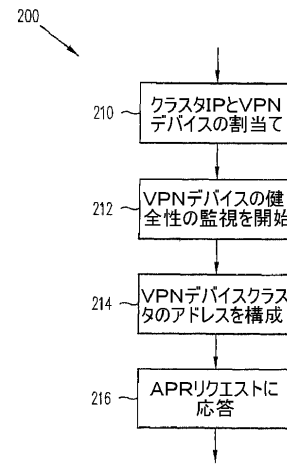 200
210
クラスタIPとVPN
デバイスの割当て
212
VPNデバイスの健
全性の監視を開始
214
VPNデバイスクラス
タのアドレスを構成
216
APRリクエストに
応答